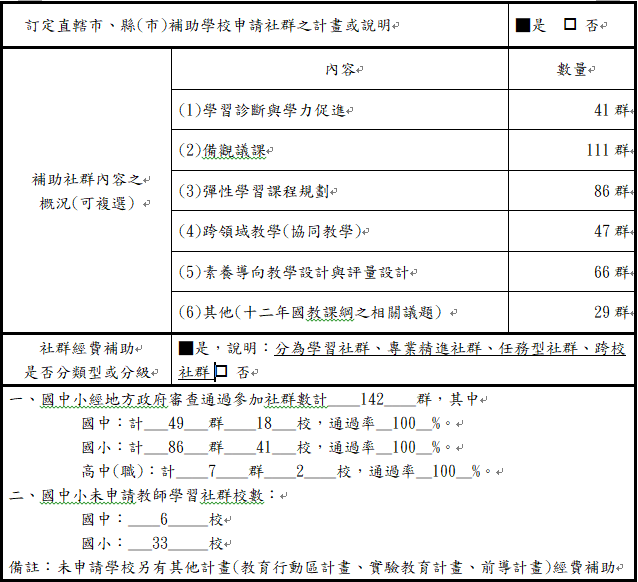 訂定直轄市、縣(市)補助學校申請社群之計畫或說明 ■是 □ 否
內容 數量
補助社群內容之
概況(可複選)
(1)學習診斷與學力促進 41 群
(2)備觀議課 111 群
(3)彈性學習課程規劃 86 群
(4)跨領域教學(協同教學) 47 群
(5)素養導向教學設計與評量設計 66 群
(6)其他(十二年國教課綱之相關議題) 29 群
社群經費補助
是否分類型或分級
■是，說明：分為學習社群、專業精進社群、任務型社群、跨校
社群 □ 否
一、國中小經地方政府審查通過參加社群數計____142____群，其中
國中：計___49___群____18___校，通過率__100__%。
國小：計___86___群____41___校，通過率__100__%。
高中(職)：計____7____群____2____校，通過率__100__%。
二、國中小未申請教師學習社群校數：
國中：____6_____校
國小：___33_____校
備註：未申請學校另有其他計畫(教育行動區計畫、實驗教育計畫、前導計畫)經費補助